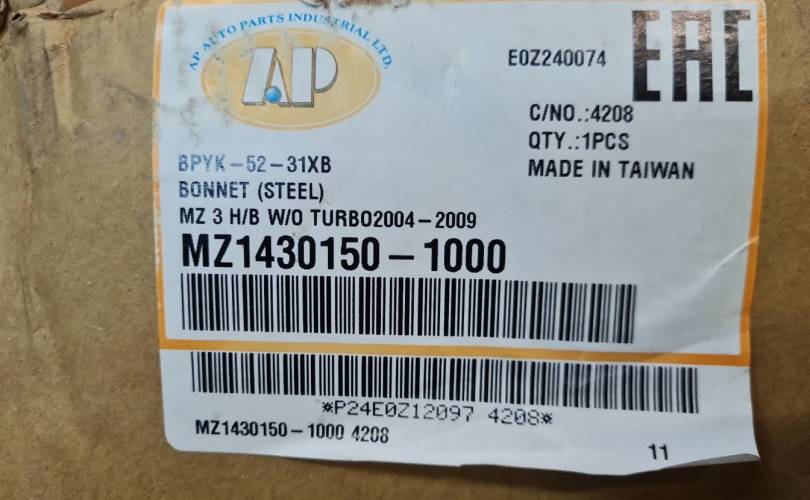 AP AUTO PARTS INDUSTRIAL LTD.
AP
E0Z240074
EAC
C/NO.:4208
QTY.:1PCS
MADE IN TAIWAN
BPYK-52-31XB
BONNET (STEEL)
MZ 3 H/B W/O TURBO2004-2009
MZ1430150-1000
*P24E0Z12097 4208*
MZ1430150-1000 4208
11